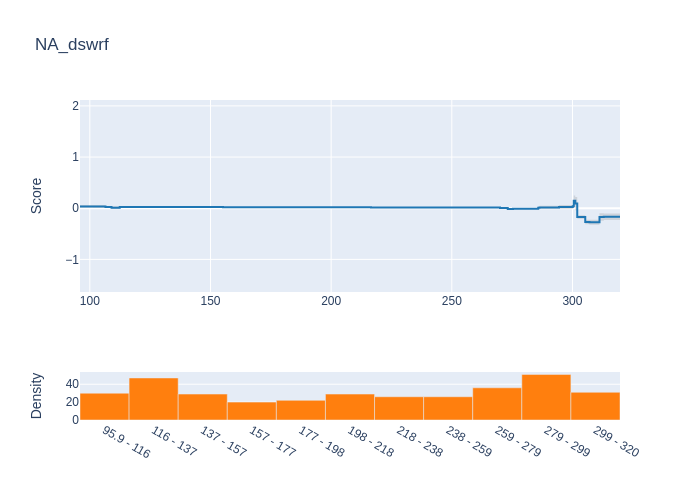 NA_dswrf
2
1
0
−1
Score
100
150
200
250
300
40
20
0
Density
95.9 - 116
116 - 137
137 - 157
157 - 177
177 - 198
198 - 218
218 - 238
238 - 259
259 - 279
279 - 299
299 - 320